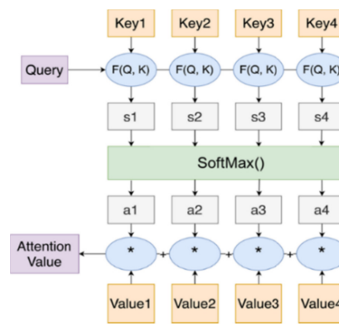 Key1 Key2 Key3 Key4
Query F(Q, K) F(Q, K) F(Q, K) F(Q, K)
s1 s2 s3 s4
SoftMax()
a1 a2 a3 a4
Attention
Value
* + * + * + *
Value1 Value2 Value3 Value4